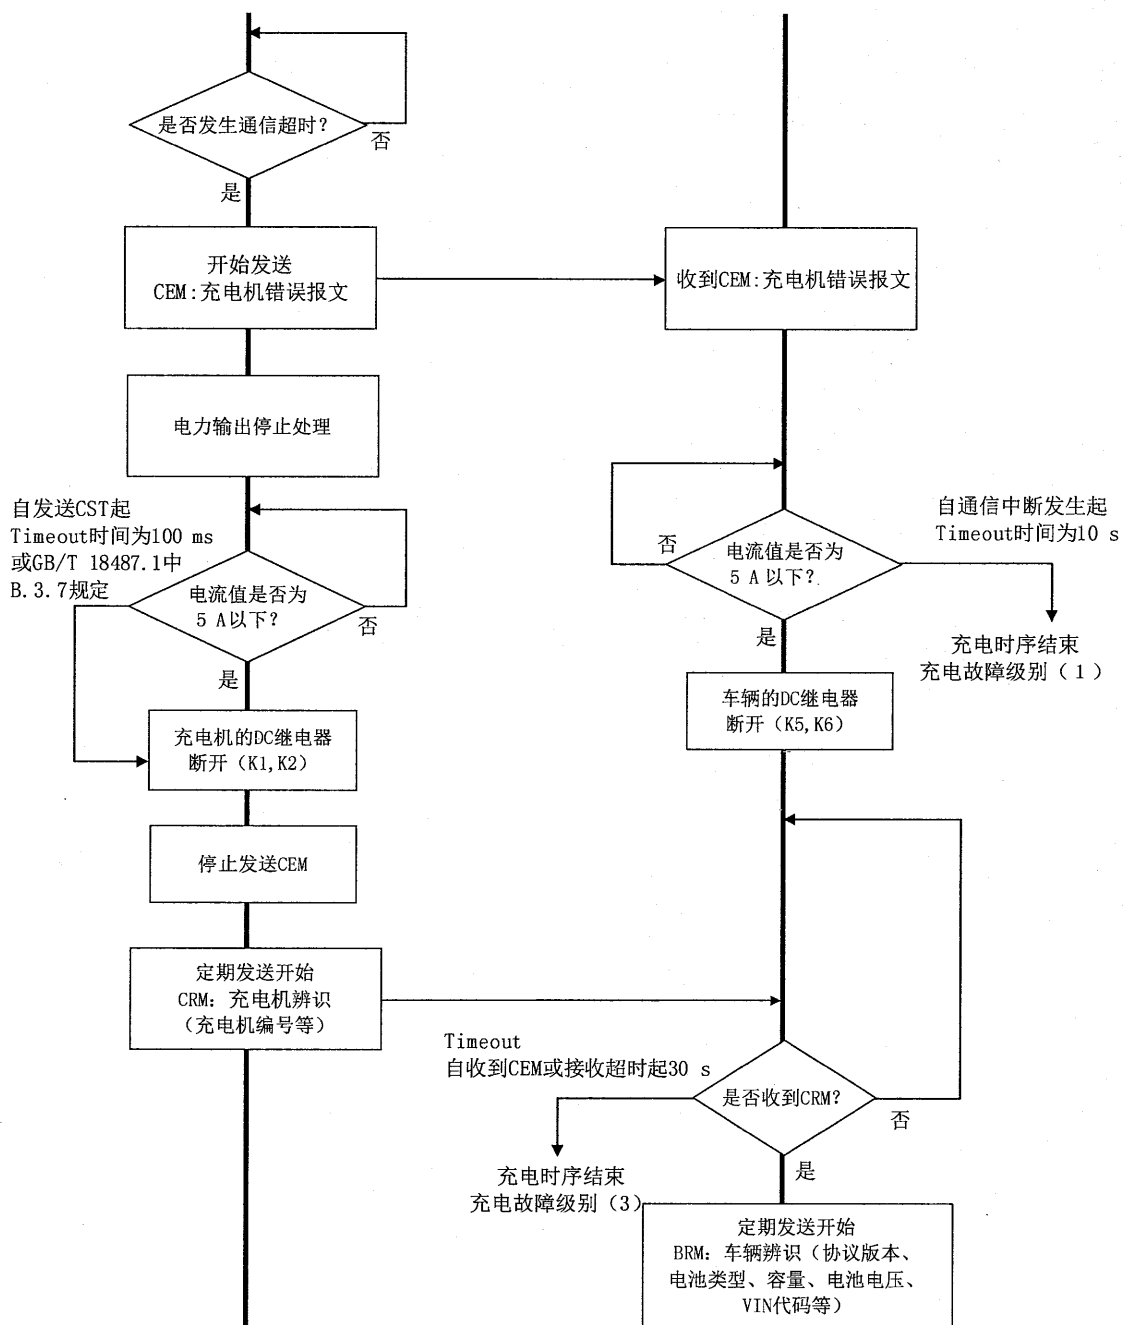 是否发生通信超时？
否
是
开始发送
CEM:充电机错误报文
收到CEM:充电机错误报文
电力输出停止处理
自发送CST起
Timeout时间为100 ms
或GB/T 18487.1中
B.3.7规定
电流值是否为
5 A以下？
否
是
自通信中断发生起
Timeout时间为10 s
否
电流值是否为
5 A以下？
是
充电时序结束
充电故障级别（1）
充电机的DC继电器
断开（K1,K2）
车辆的DC继电器
断开（K5,K6）
停止发送CEM
定期发送开始
CRM：充电机辨识
（充电机编号等）
Timeout
自收到CEM或接收超时起30 s
是否收到CRM？
否
是
充电时序结束
充电故障级别（3）
定期发送开始
BRM：车辆辨识（协议版本、
电池类型、容量、电池电压、
VIN代码等）